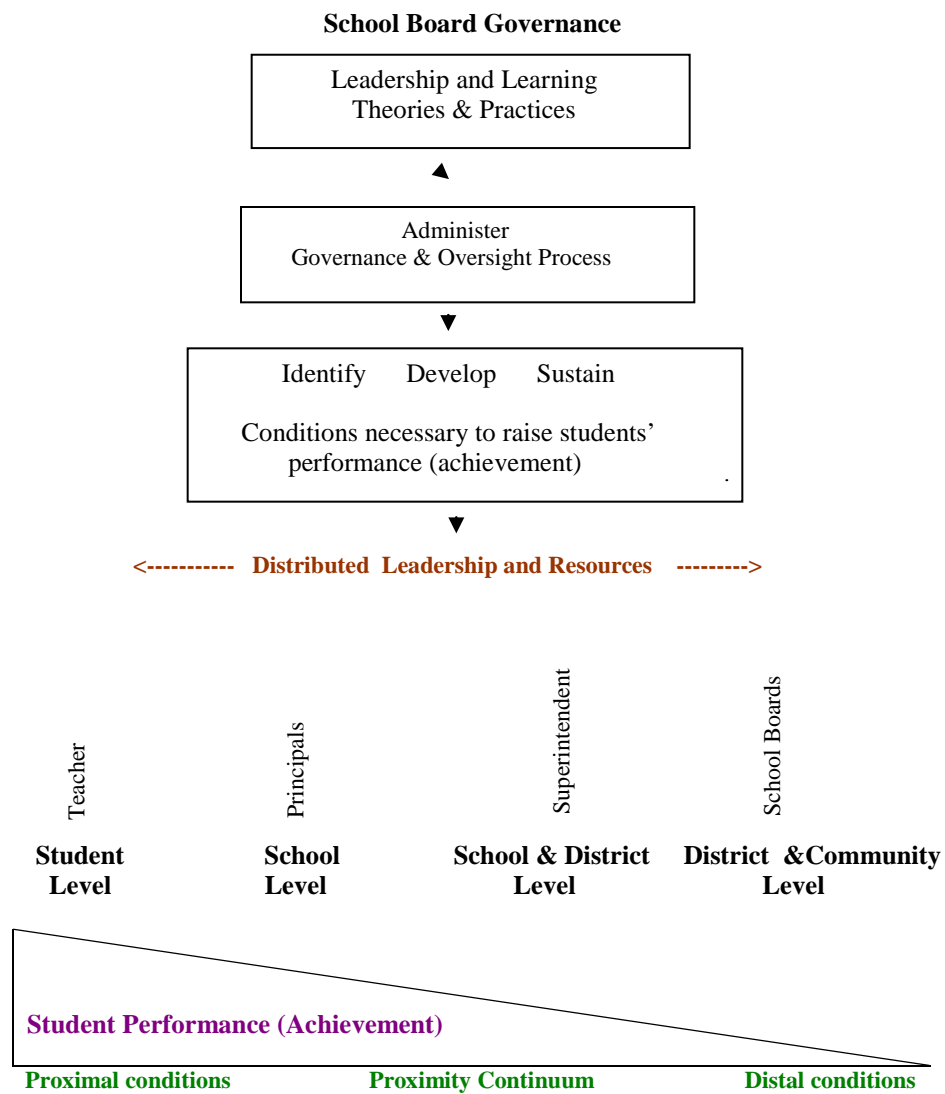 School Board Governance
Leadership and Learning
Theories & Practices
Administer
Governance & Oversight Process
Identify Develop Sustain
Conditions necessary to raise students’
performance (achievement)
.
<----------- Distributed Leadership and Resources --------->
Teacher
Principals
Superintendent
School Boards
Student
Level
School
Level
School & District
Level
District &Community
Level
Student Performance (Achievement)
Proximal conditions Proximity Continuum Distal conditions